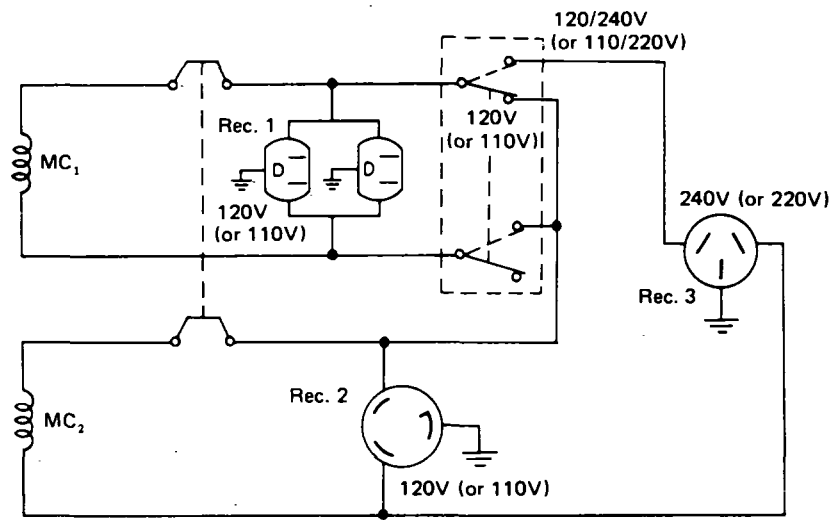 120/240V
(or 110/220V)
Rec. 1
120V
(or 110V)
MC₁
D
D
120V
(or 110V)
240V (or 220V)
Rec. 3
Rec. 2
MC₂
120V (or 110V)